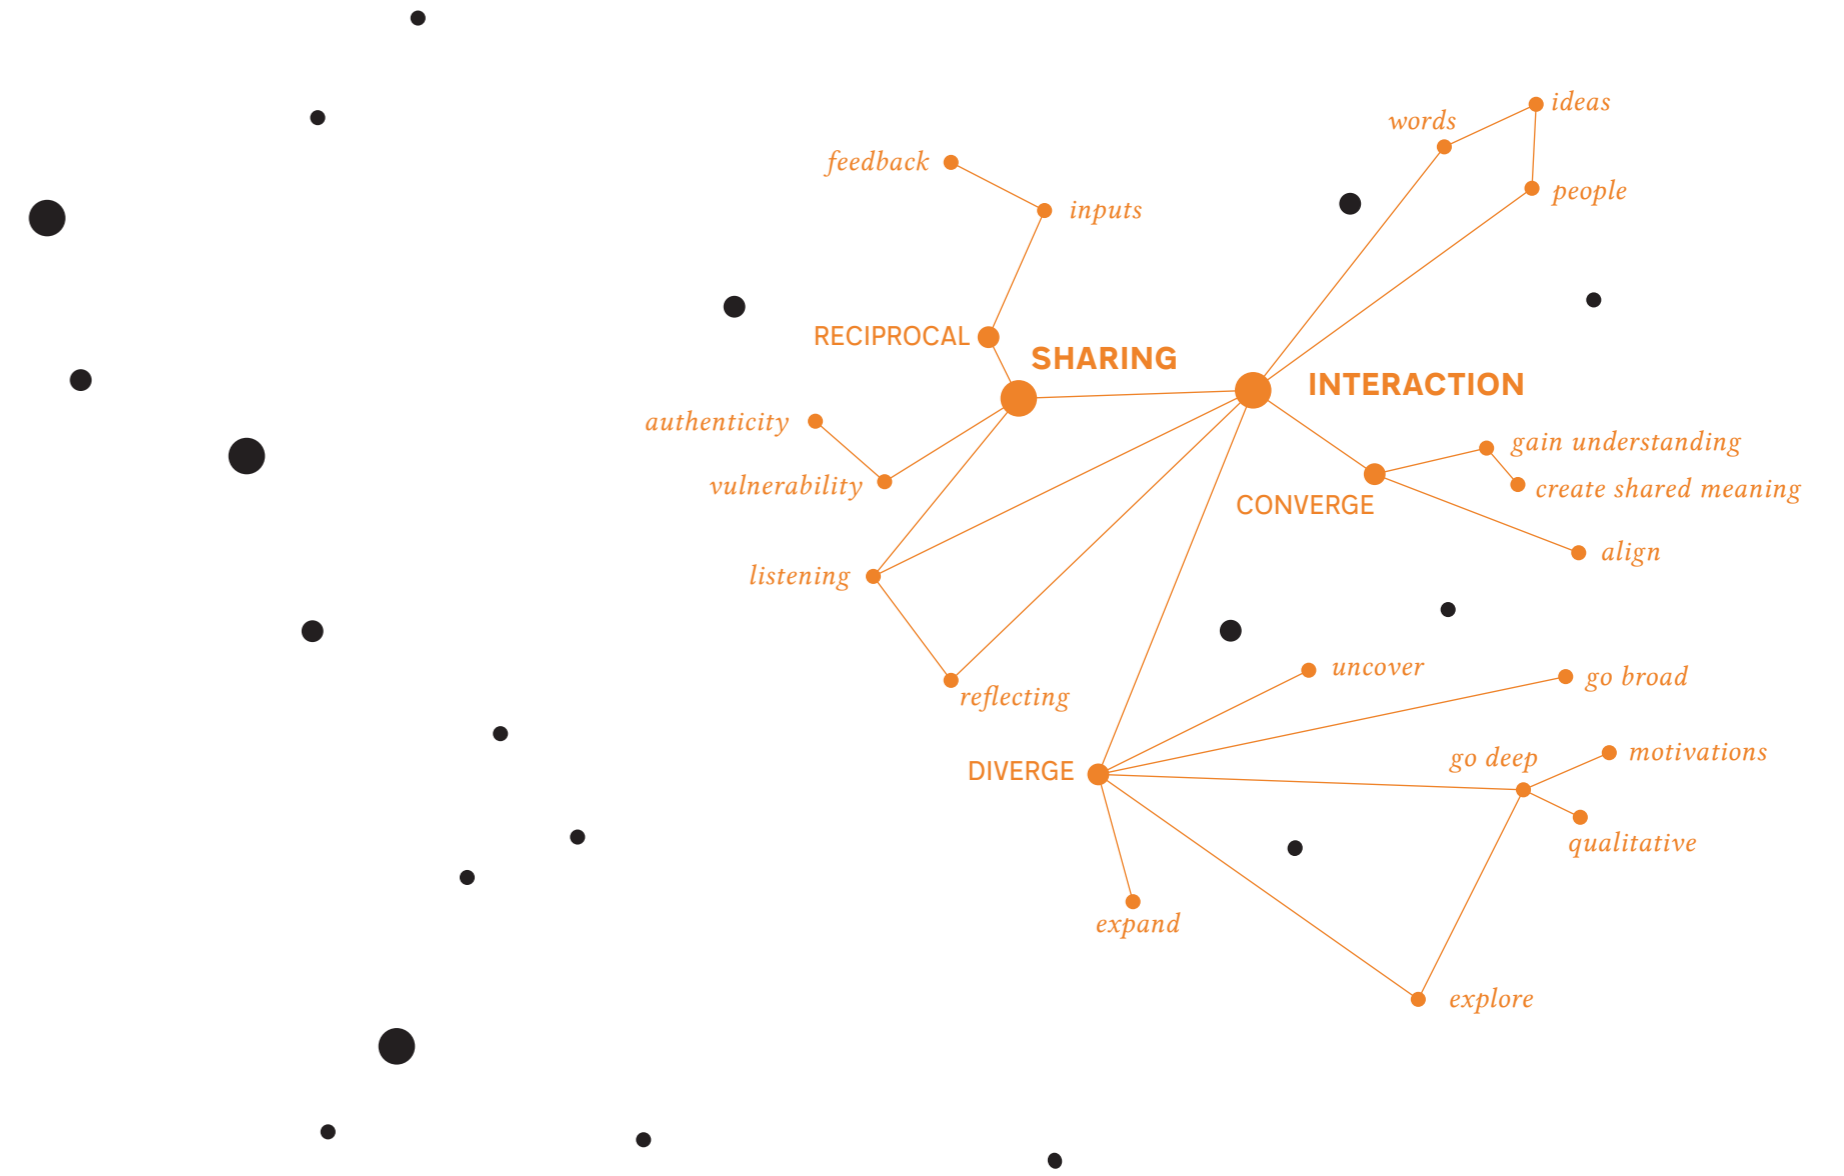 ideas
words
feedback
people
inputs
RECIPROCAL
SHARING
INTERACTION
authenticity
gain understanding
vulnerability
create shared meaning
CONVERGE
align
listening
uncover
go broad
reflecting
motivations
go deep
DIVERGE
qualitative
expand
explore